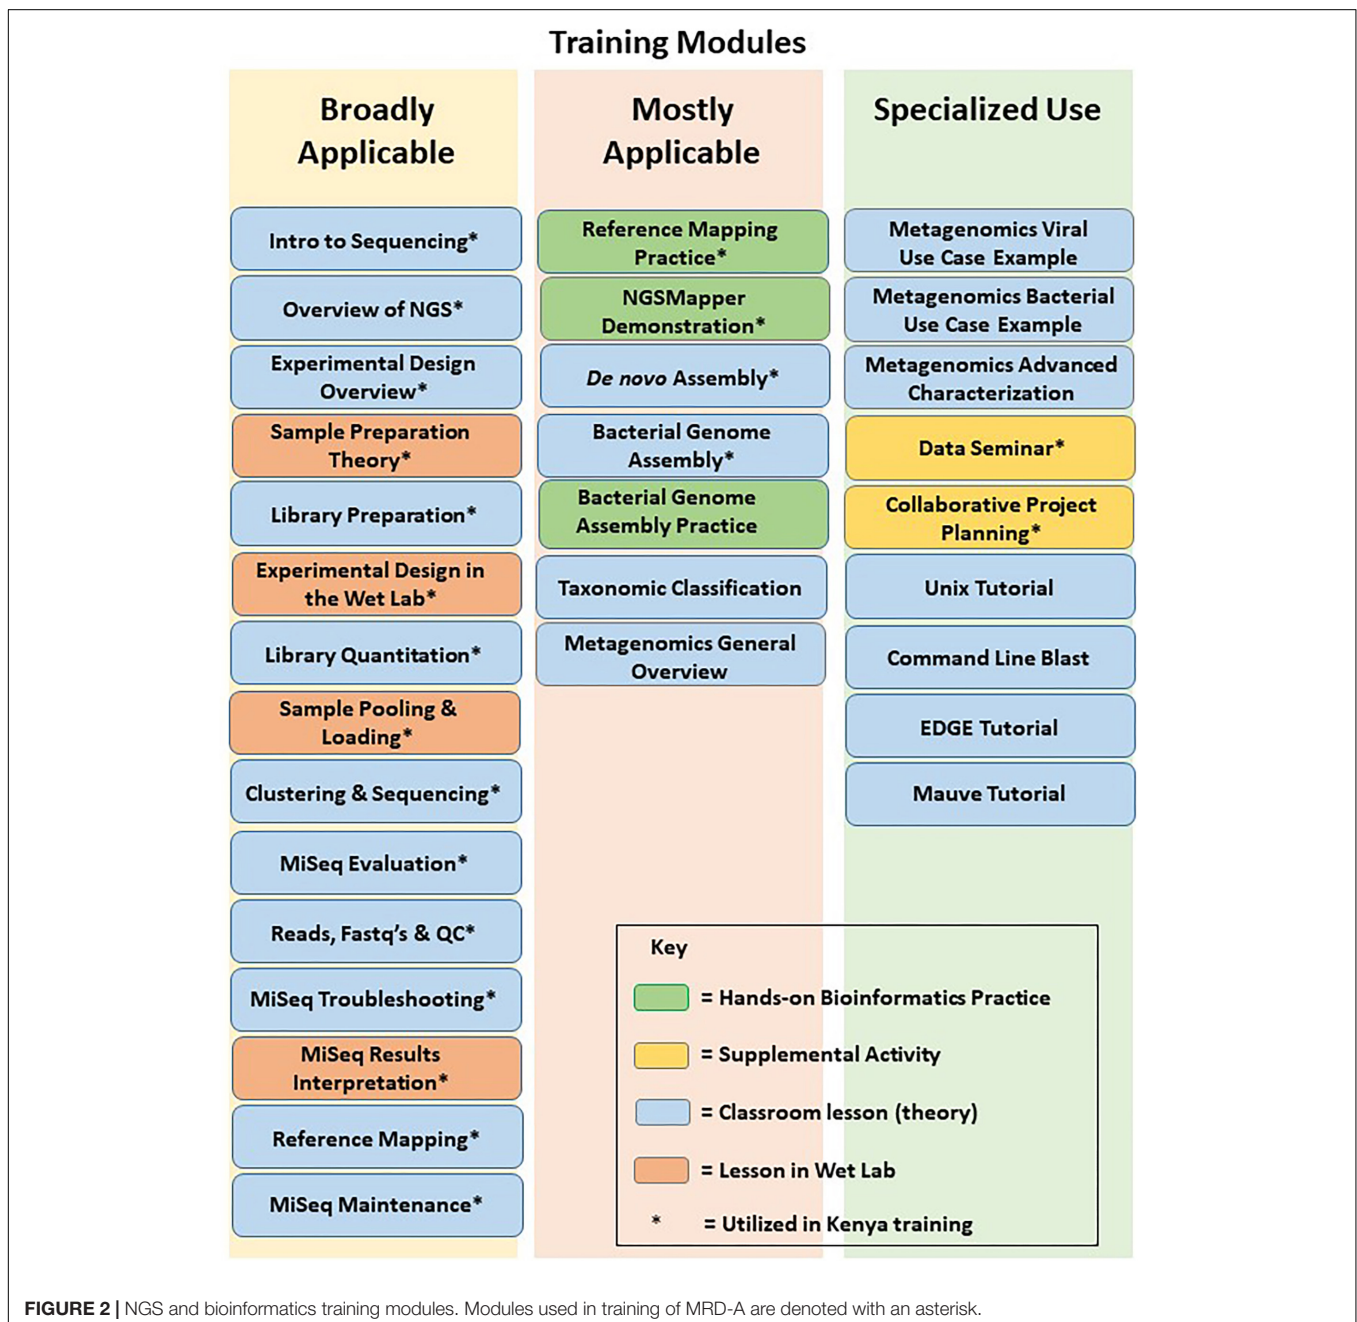 Training Modules
Broadly
Applicable
Intro to Sequencing*
Overview of NGS*
Experimental Design
Overview*
Sample Preparation
Theory*
Library Preparation*
Experimental Design in
the Wet Lab*
Library Quantitation*
Sample Pooling &
Loading*
Clustering & Sequencing*
MiSeq Evaluation*
Reads, Fastq's & QC*
MiSeq Troubleshooting*
MiSeq Results
Interpretation*
Reference Mapping*
MiSeq Maintenance*
Mostly
Applicable
Reference Mapping
Practice*
NGSMapper
Demonstration*
De novo Assembly*
Bacterial Genome
Assembly*
Bacterial Genome
Assembly Practice
Taxonomic Classification
Metagenomics General
Overview
Specialized Use
Metagenomics Viral
Use Case Example
Metagenomics Bacterial
Use Case Example
Metagenomics Advanced
Characterization
Data Seminar*
Collaborative Project
Planning*
Unix Tutorial
Command Line Blast
EDGE Tutorial
Mauve Tutorial
Key
= Hands-on Bioinformatics Practice
= Supplemental Activity
= Classroom lesson (theory)
= Lesson in Wet Lab
* = Utilized in Kenya training
FIGURE 2 | NGS and bioinformatics training modules. Modules used in training of MRD-A are denoted with an asterisk.